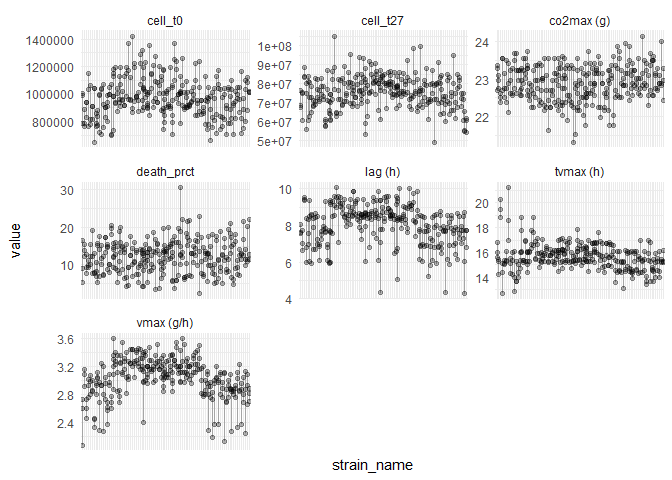 cell_t0
cell_t27
co2max (g)
1400000
1200000
1000000
800000
1e+08
9e+07
8e+07
7e+07
6e+07
5e+07
24
23
22
death_prct
lag (h)
tvmax (h)
30
20
10
10
8
6
4
20
18
16
14
value
vmax (g/h)
3.6
3.2
2.8
2.4
strain_name